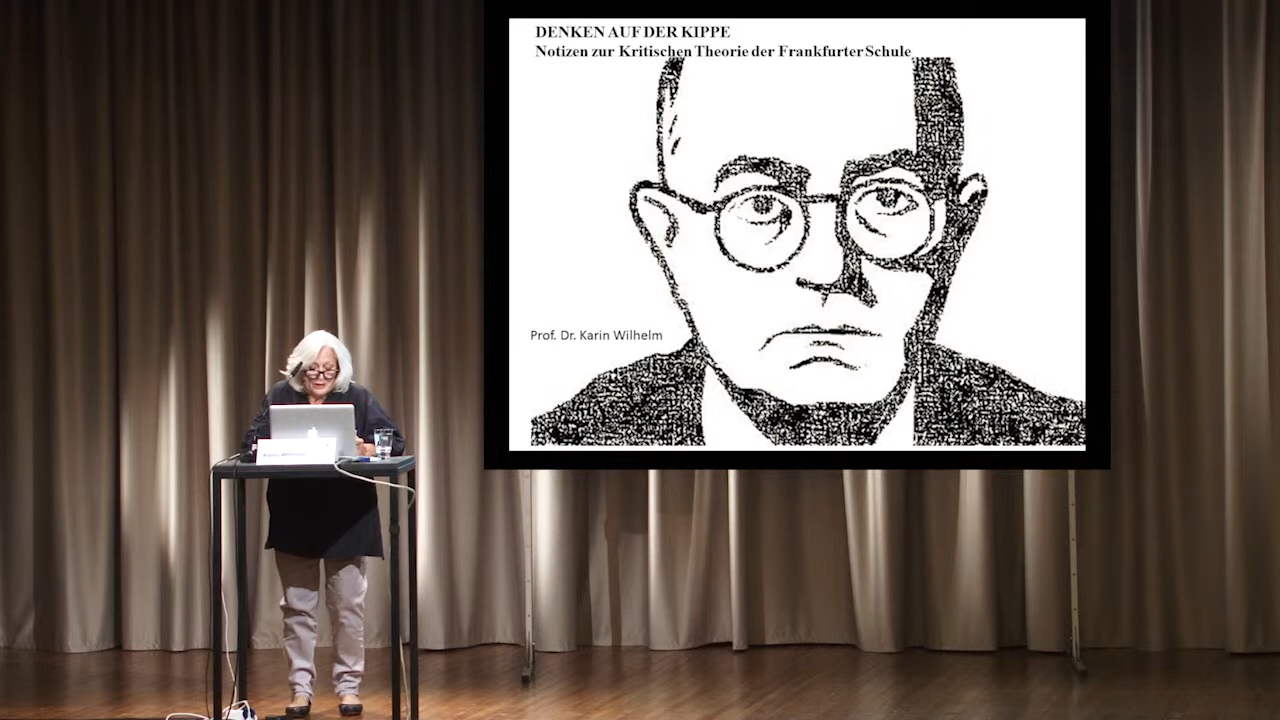 DENKEN AUF DER KIPPE
Notizen zur Kritischen Theorie der Frankfurter Schule
Prof. Dr. Karin Wilhelm